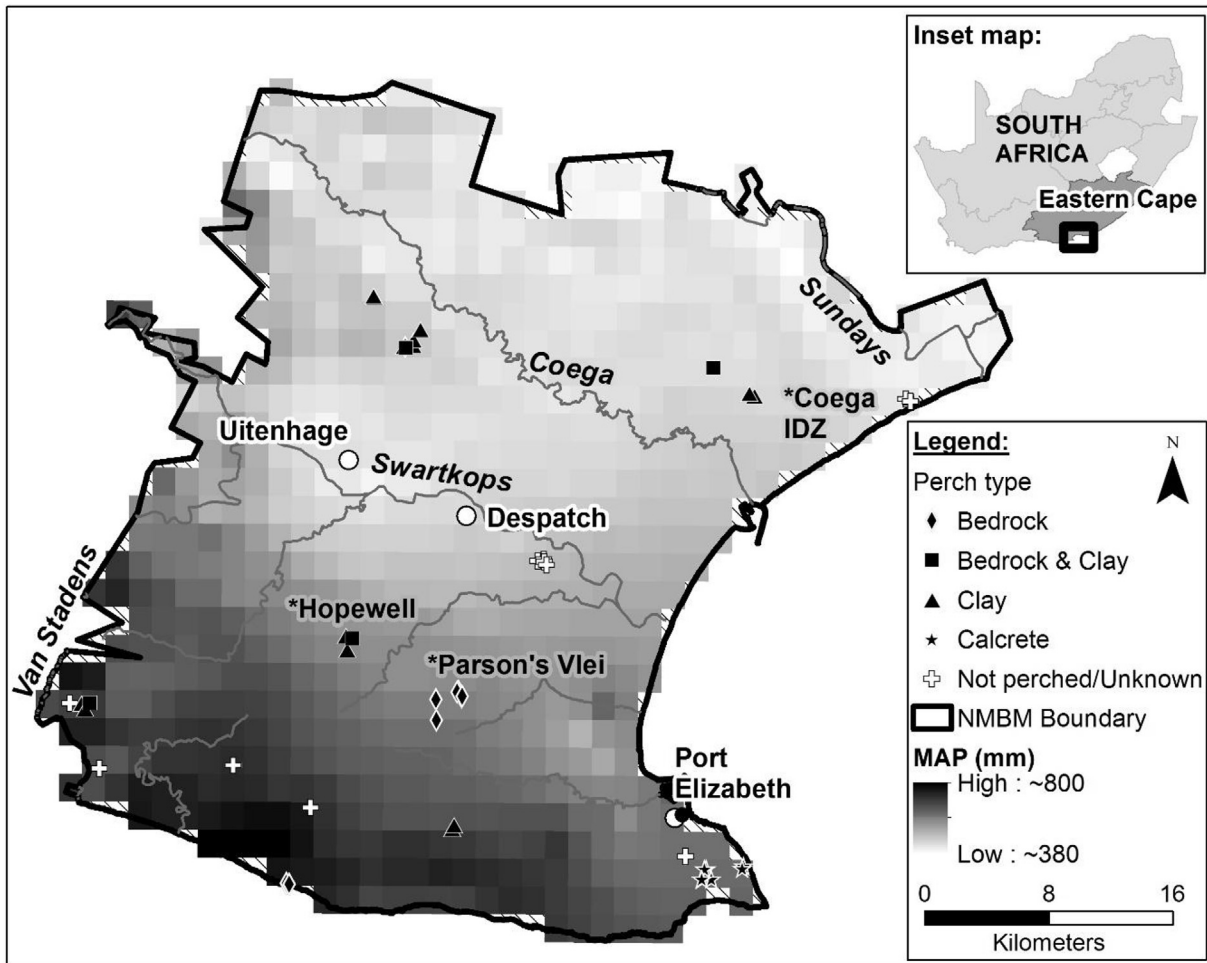 Inset map:
SOUTH
AFRICA
Eastern Cape
Sundays
Coega
*Coega
IDZ
Uitenhage
Swartkops
Despatch
Van Stadens
*Hopewell
*Parson's Vlei
Port
Elizabeth
Legend:
N
Perch type
Bedrock
Bedrock & Clay
Clay
Calcrete
Not perched/Unknown
NMBM Boundary
MAP (mm)
High : ~800
Low : ~380
0 8 16
Kilometers